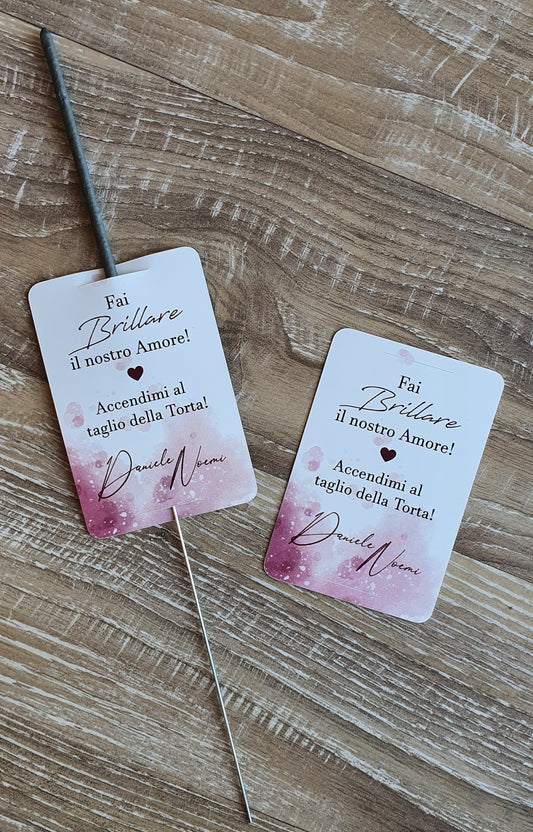 Fai
Brillare
il nostro Amore!
Accendimi al
taglio della Torta!
Daniele Noemi
Fai
Brillare
il nostro Amore!
Accendimi al
taglio della Torta!
Daniele Noemi